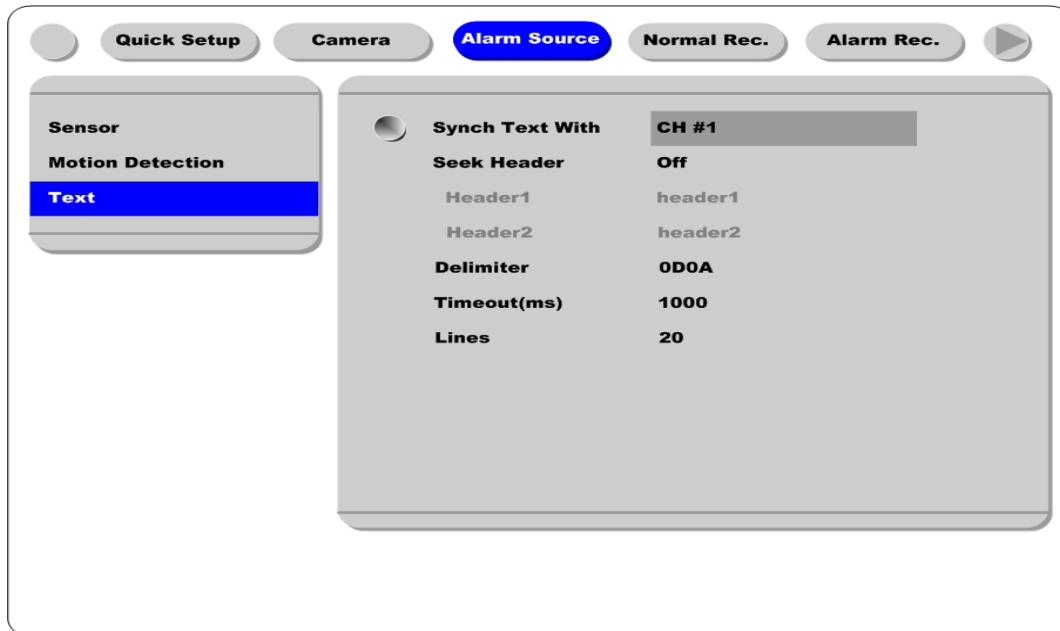 Quick Setup Camera Alarm Source Normal Rec. Alarm Rec.
Sensor
Motion Detection
Text
Synch Text With CH #1
Seek Header Off
Header1 header1
Header2 header2
Delimiter 0D0A
Timeout(ms) 1000
Lines 20